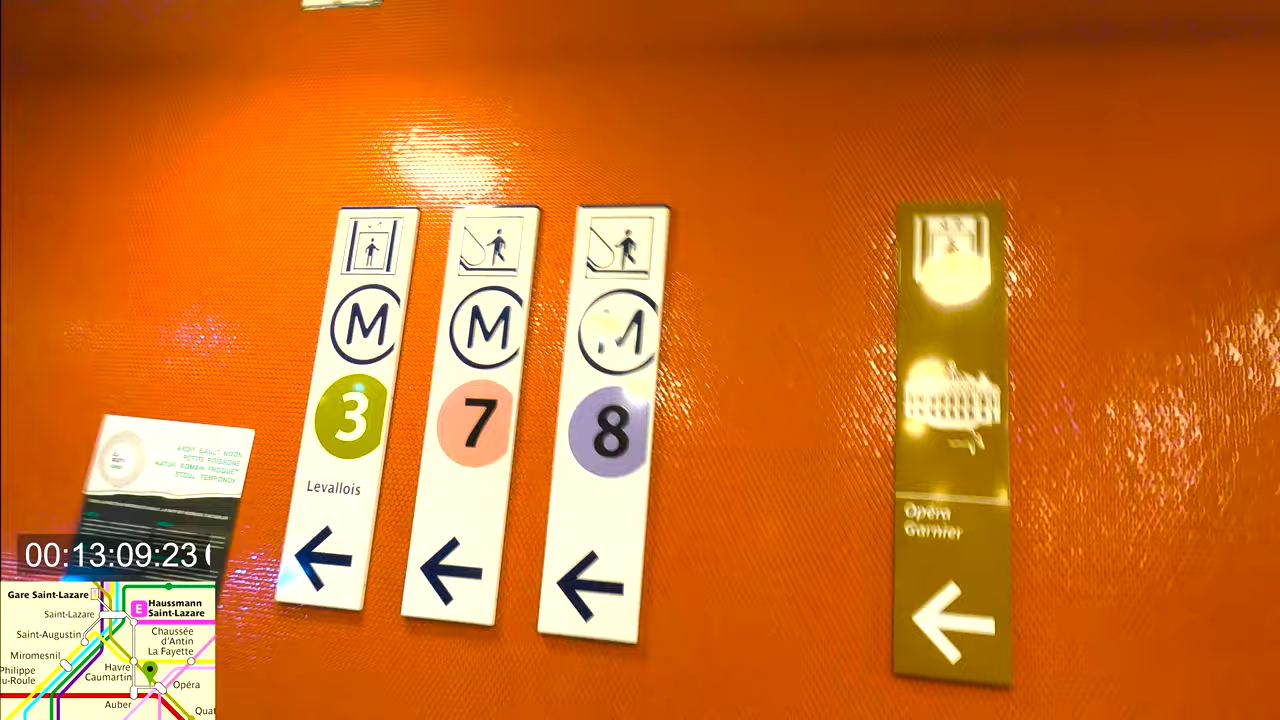 M
3
Levallois
M
7
M
8
Opéra
Garnier
00:13:09:23
Gare Saint-Lazare
E
Haussmann
Saint-Lazare
Saint-Lazare
Saint-Augustin
Chaussée
d'Antin
La Fayette
Miromesnil
Philippe
u-Roule
Havre
Caumartin
Opéra
Auber
Quat